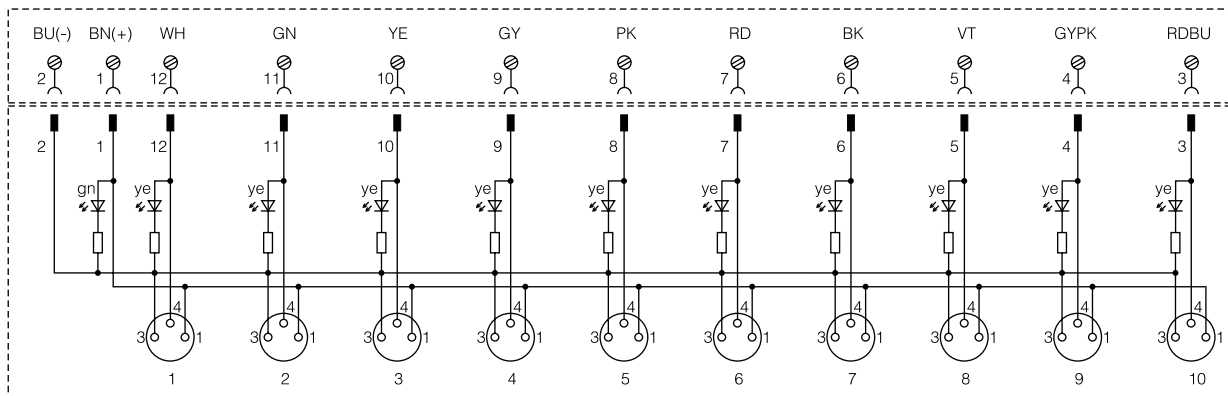 BU(-) BN(+) WH GN YE GY PK RD BK VT GYPK RDBU
2 1 12 11 10 9 8 7 6 5 4 3
2 1 12 11 10 9 8 7 6 5 4 3
gn ye ye ye ye ye ye ye ye ye ye
4 4 4 4 4 4 4 4 4 4
3 1 3 1 3 1 3 1 3 1 3 1 3 1 3 1 3 1 3 1
1 2 3 4 5 6 7 8 9 10